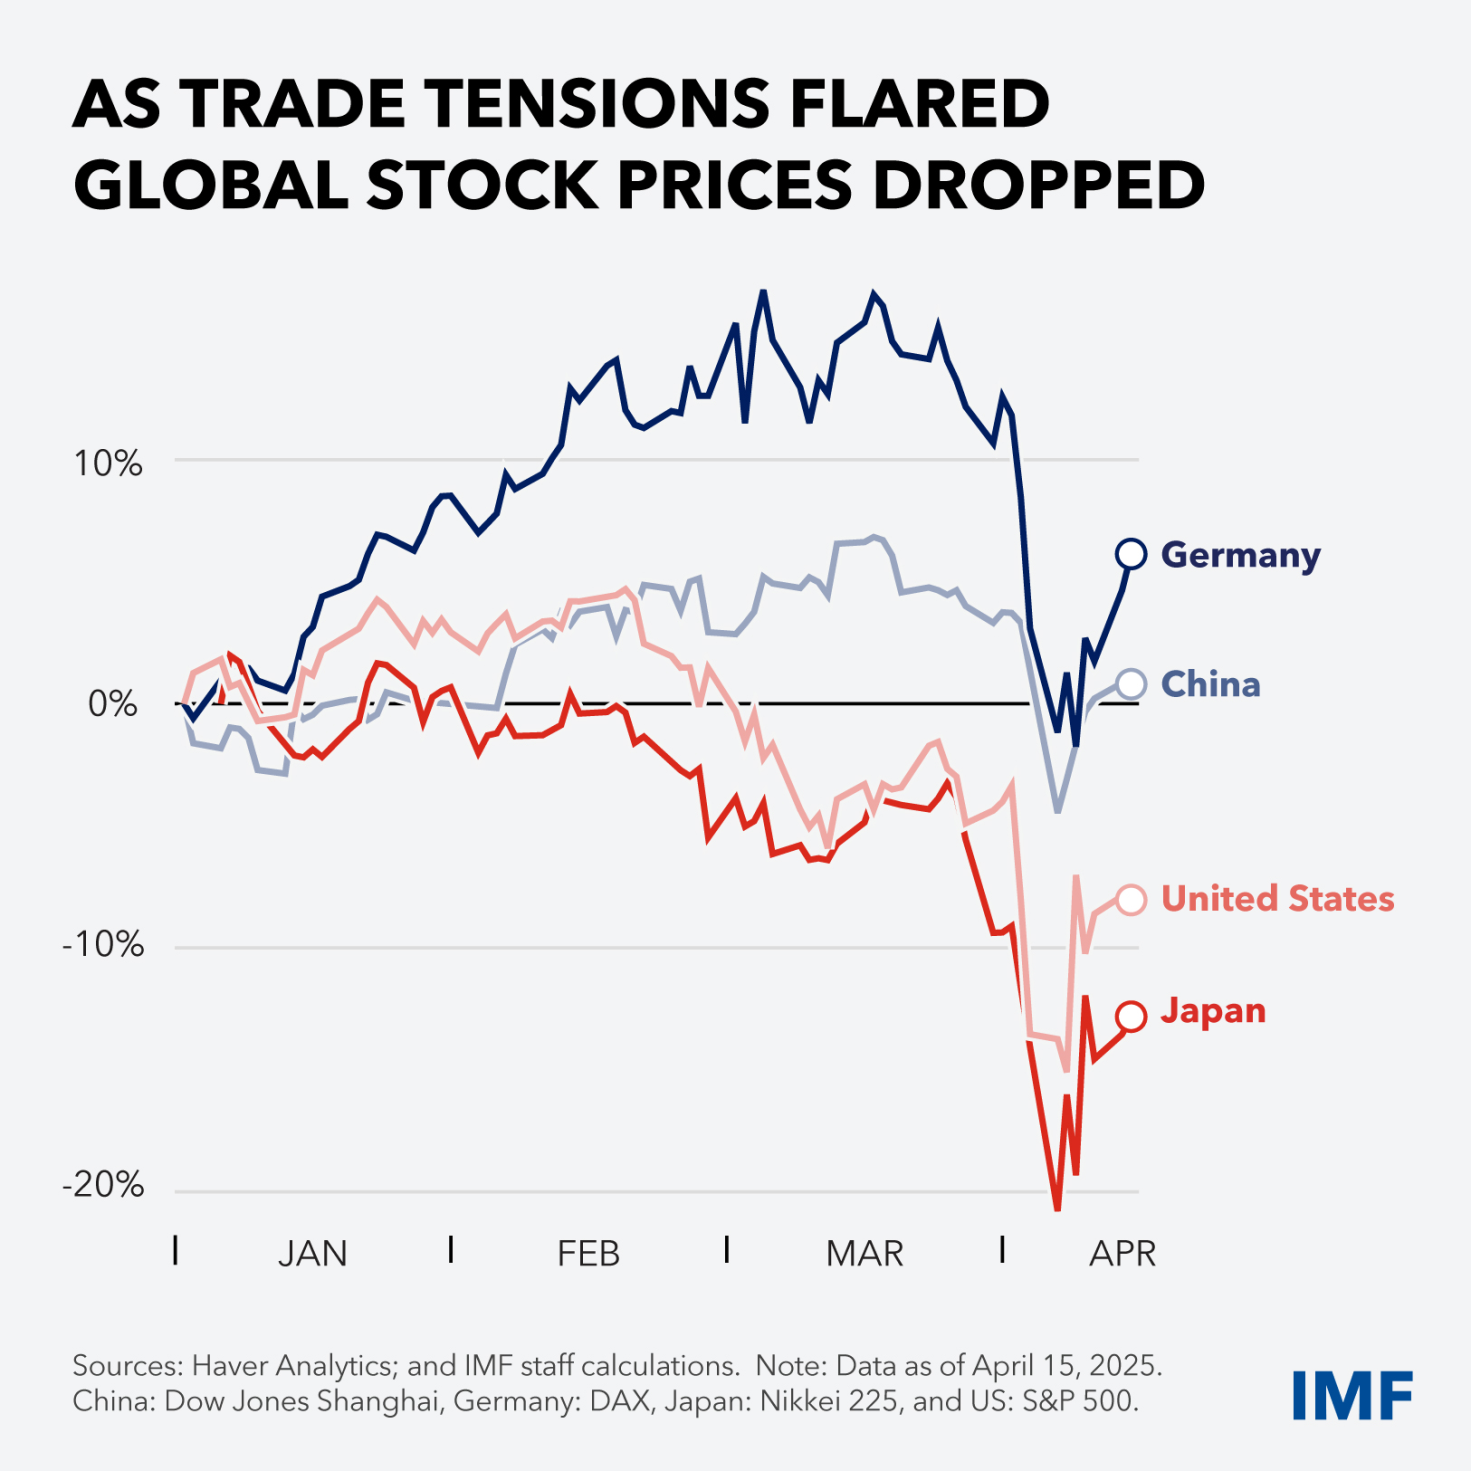 AS TRADE TENSIONS FLARED
GLOBAL STOCK PRICES DROPPED
10%
0%
-10%
-20%
Germany
China
United States
Japan
JAN
FEB
MAR
APR
Sources: Haver Analytics; and IMF staff calculations.  Note: Data as of April 15, 2025.
China: Dow Jones Shanghai, Germany: DAX, Japan: Nikkei 225, and US: S&P 500.
IMF